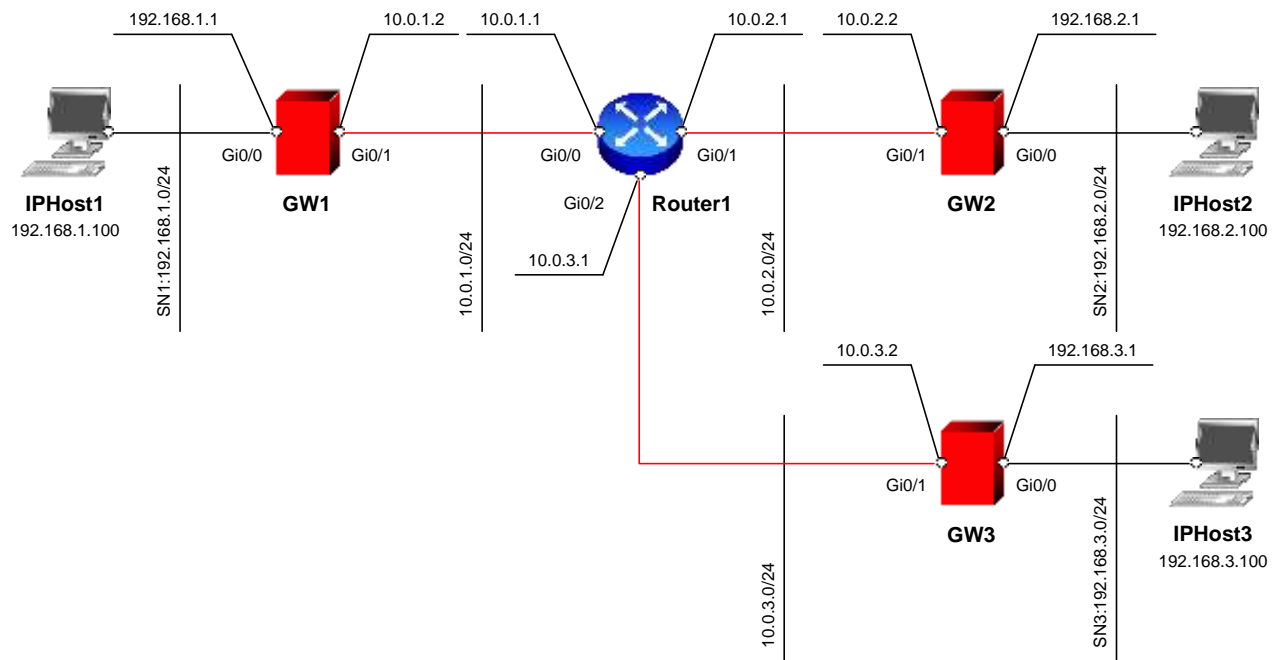 192.168.1.1
10.0.1.2
10.0.1.1
10.0.2.1
10.0.2.2
192.168.2.1
Gi0/0
Gi0/1
Gi0/0
Gi0/1
Gi0/1
Gi0/0
IPHost1
192.168.1.100
GW1
Gi0/2
Router1
GW2
IPHost2
192.168.2.100
SN1:192.168.1.0/24
10.0.1.0/24
10.0.3.1
10.0.2.0/24
SN2:192.168.2.0/24
10.0.3.2
192.168.3.1
Gi0/1
Gi0/0
GW3
IPHost3
192.168.3.100
10.0.3.0/24
SN3:192.168.3.0/24